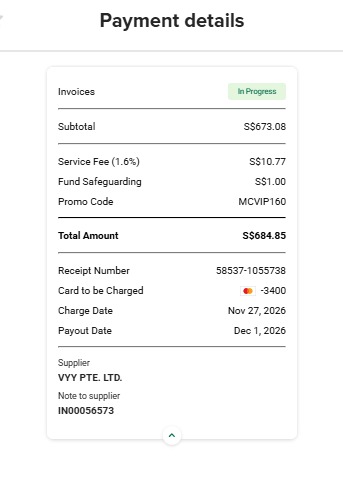 Payment details
Invoices In Progress
Subtotal S$673.08
Service Fee (1.6%) S$10.77
Fund Safeguarding S$1.00
Promo Code MCVIP160
Total Amount S$684.85
Receipt Number 58537-1055738
Card to be Charged -3400
Charge Date Nov 27, 2026
Payout Date Dec 1, 2026
Supplier
VYY PTE. LTD.
Note to supplier
IN00056573